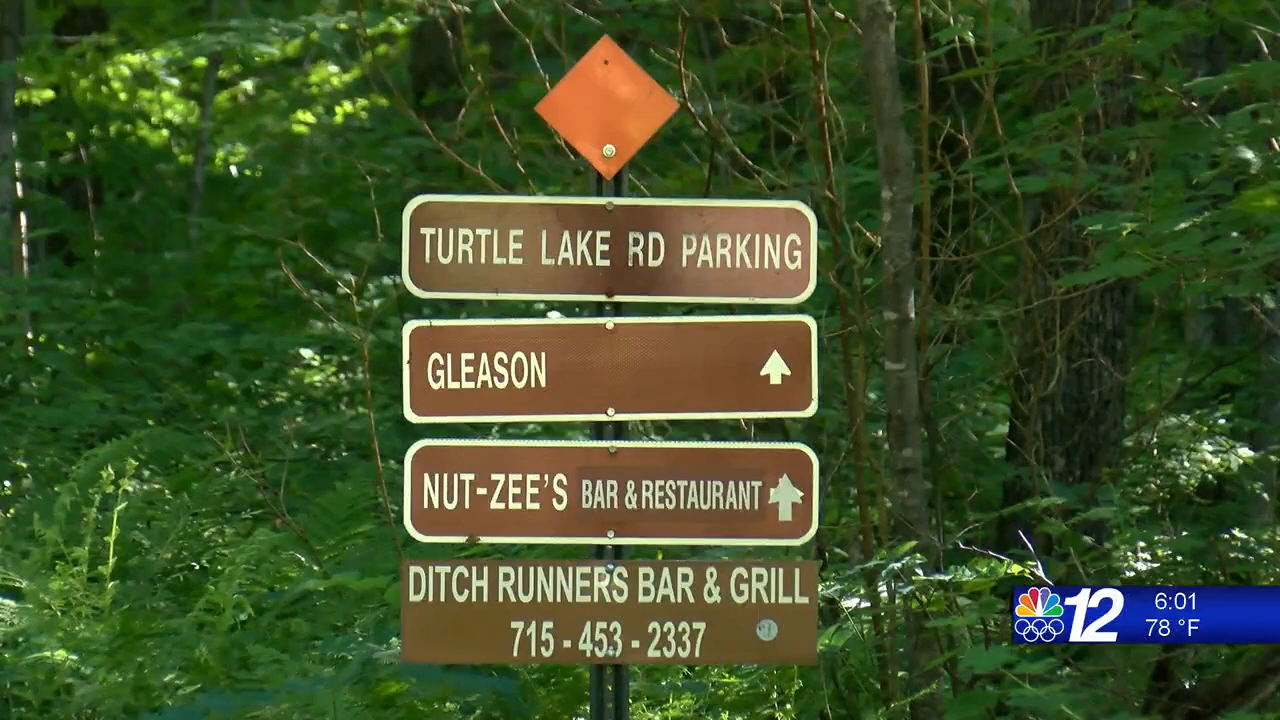 TURTLE LAKE RD PARKING
GLEASON
NUT-ZEE'S BAR & RESTAURANT
DITCH RUNNERS BAR & GRILL
715 - 453 - 2337
12
6:01
78 °F